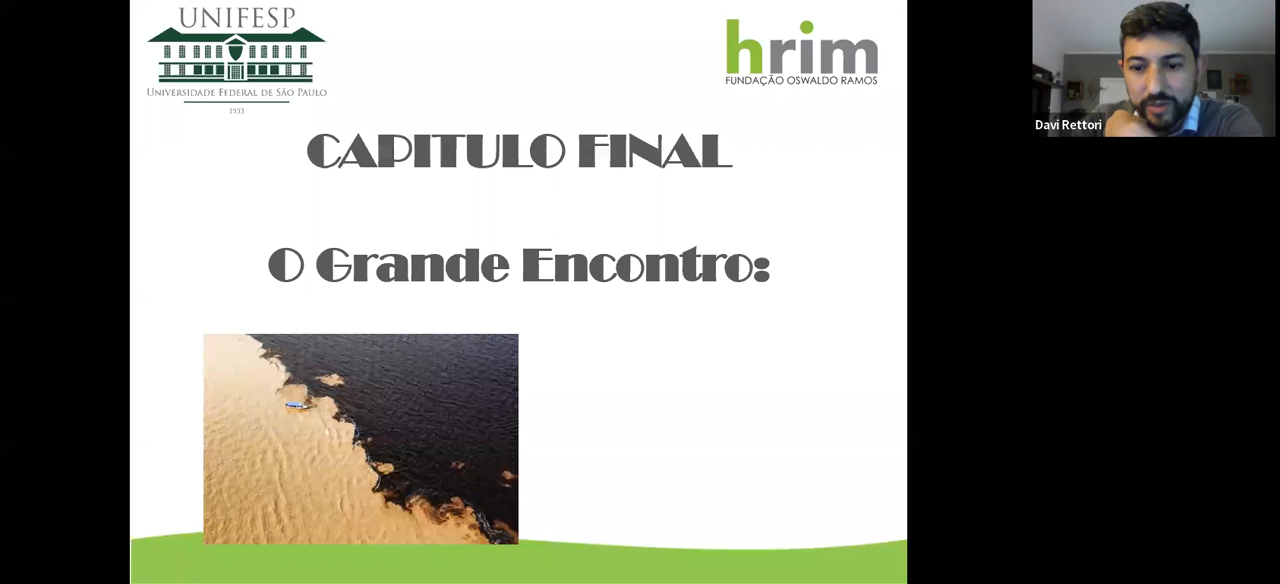 UNIFESP
UNIVERSIDADE FEDERAL DE SÃO PAULO
1933
hrim
FUNDAÇÃO OSWALDO RAMOS
Davi Rettori
CAPITULO FINAL
O Grande Encontro: